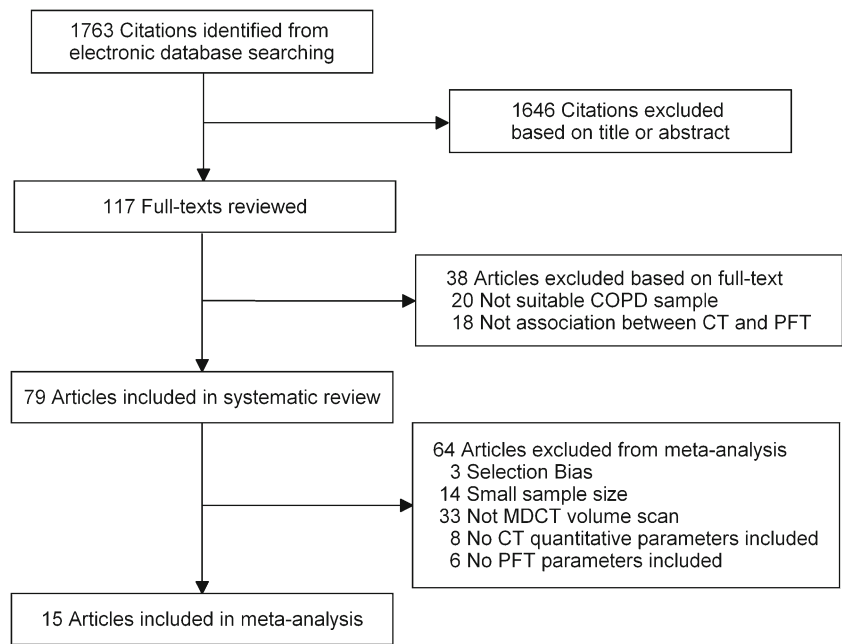 1763 Citations identified from
electronic database searching
1646 Citations excluded
based on title or abstract
117 Full-texts reviewed
38 Articles excluded based on full-text
20 Not suitable COPD sample
18 Not association between CT and PFT
79 Articles included in systematic review
64 Articles excluded from meta-analysis
3 Selection Bias
14 Small sample size
33 Not MDCT volume scan
8 No CT quantitative parameters included
6 No PFT parameters included
15 Articles included in meta-analysis